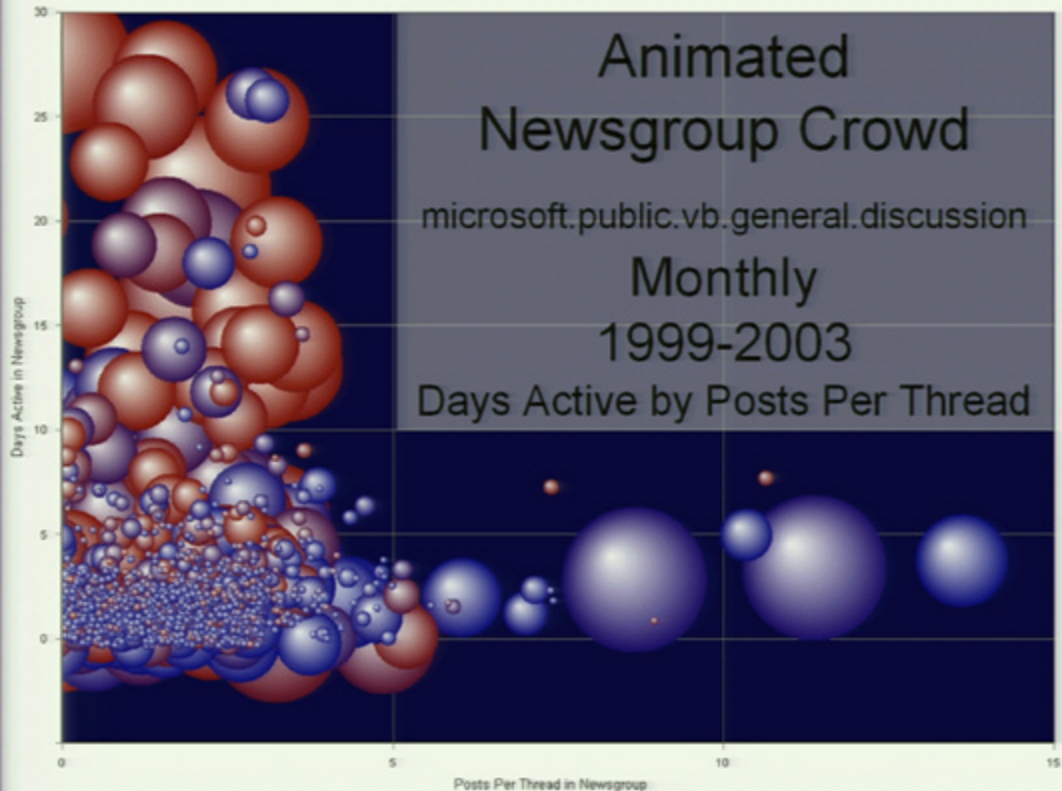 30
25
20
15
10
5
0
Days Active in Newsgroup
Animated
Newsgroup Crowd
microsoft.public.vb.general.discussion
Monthly
1999-2003
Days Active by Posts Per Thread
0
5
10
15
Posts Per Thread in Newsgroup